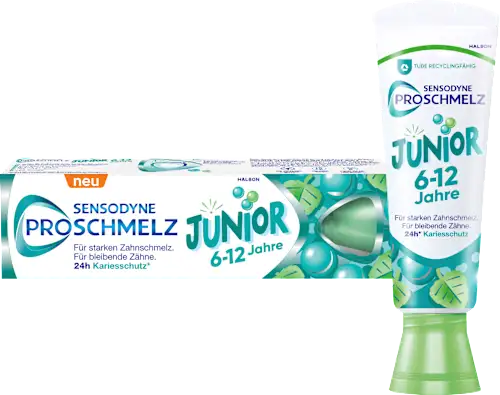 HALEON
TUBE RECYCLINGFÄHIG
SENSODYNE
PROSCHMELZ
JUNIOR
6-12
Jahre
Für starken Zahnschmelz.
Für bleibende Zähne.
24h* Kariesschutz
HALEON
neu
SENSODYNE
PROSCHMELZ
Für starken Zahnschmelz.
Für bleibende Zähne.
24h Kariesschutz*
JUNIOR
6-12 Jahre